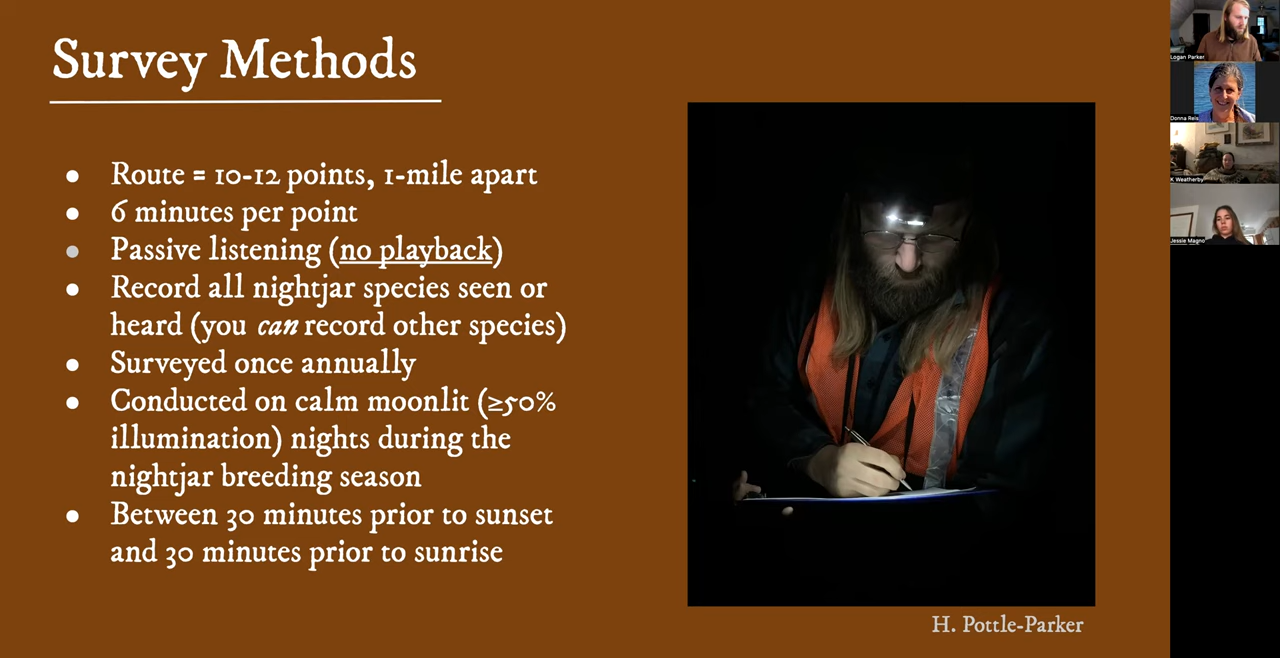 Survey Methods
● Route = 10-12 points, 1-mile apart
● 6 minutes per point
● Passive listening (no playback)
● Record all nightjar species seen or
heard (you can record other species)
● Surveyed once annually
● Conducted on calm moonlit (≥50%
illumination) nights during the
nightjar breeding season
● Between 30 minutes prior to sunset
and 30 minutes prior to sunrise
H. Pottle-Parker
Logan Parker
Donna Reis
K Weatherby
Jessie Magno